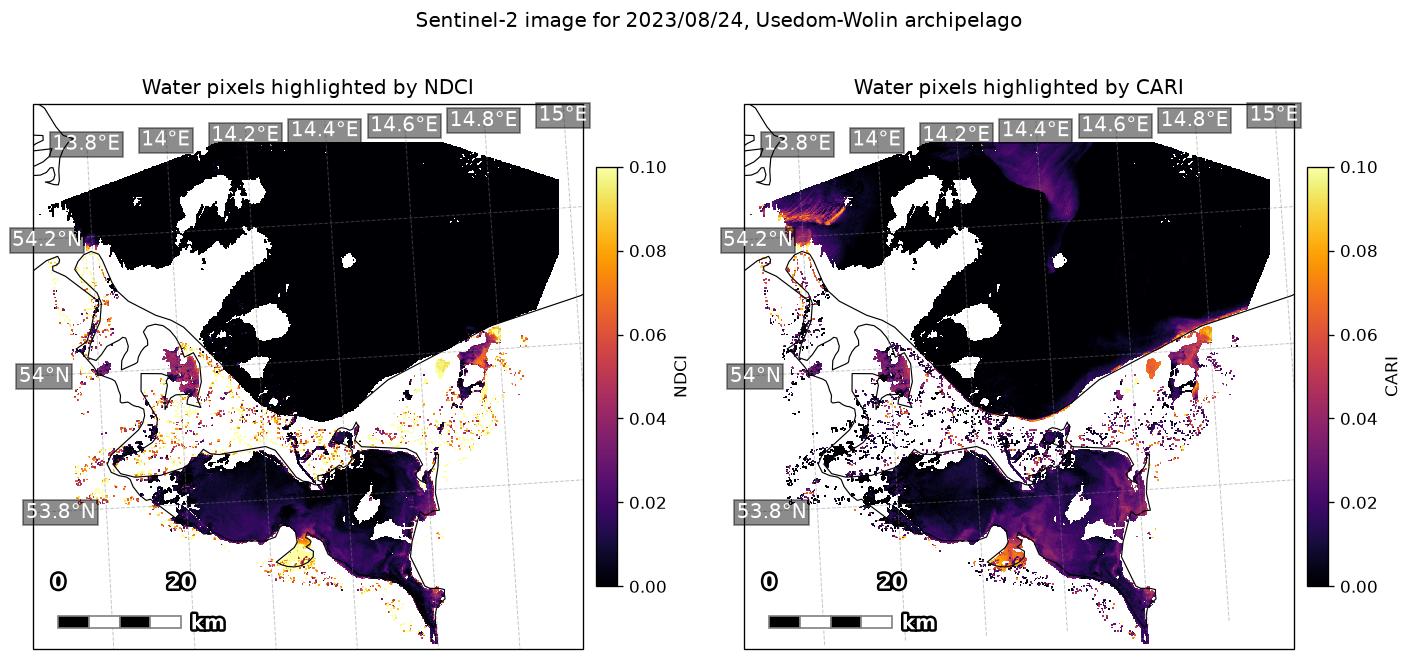 Sentinel-2 image for 2023/08/24, Usedom-Wolin archipelago
Water pixels highlighted by NDCI
13.8°E
14°E
14.2°E
14.4°E
14.6°E
14.8°E
15°E
54.2°N
54°N
53.8°N
0
20
km
0.10
0.08
0.06
0.04
0.02
0.00
NDCI
Water pixels highlighted by CARI
13.8°E
14°E
14.2°E
14.4°E
14.6°E
14.8°E
15°E
54.2°N
54°N
53.8°N
0
20
km
0.10
0.08
0.06
0.04
0.02
0.00
CARI